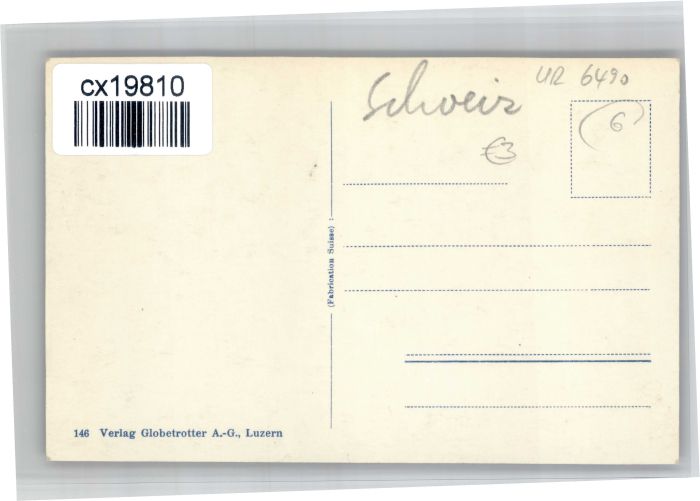 cx19810
Schweiz
UR 6490
(6)
€3
(Fabrication Suisse)
146 Verlag Globetrotter A.-G., Luzern